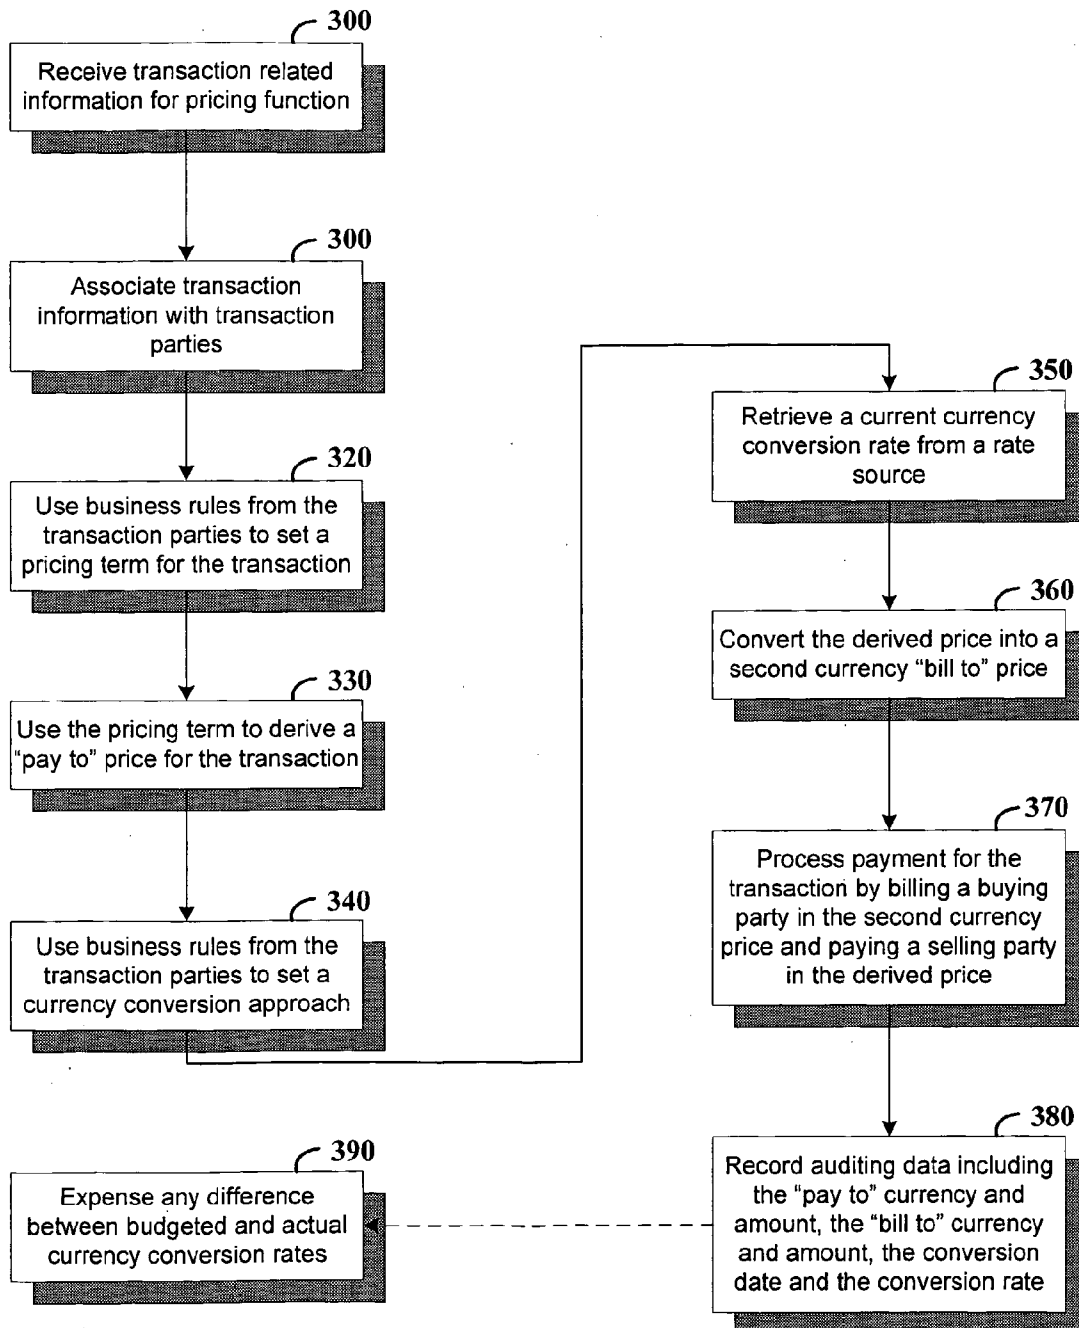 300
Receive transaction related
information for pricing function
300
Associate transaction
information with transaction
parties
320
Use business rules from the
transaction parties to set a
pricing term for the transaction
330
Use the pricing term to derive a
“pay to” price for the transaction
340
Use business rules from the
transaction parties to set a
currency conversion approach
350
Retrieve a current currency
conversion rate from a rate
source
360
Convert the derived price into a
second currency “bill to” price
370
Process payment for the
transaction by billing a buying
party in the second currency
price and paying a selling party
in the derived price
380
Record auditing data including
the “pay to” currency and
amount, the “bill to” currency
and amount, the conversion
date and the conversion rate
390
Expense any difference
between budgeted and actual
currency conversion rates